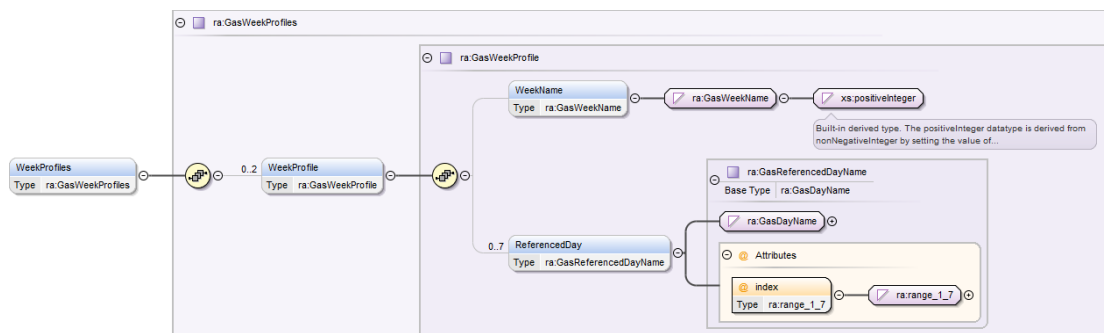 ra:GasWeekProfiles
ra:GasWeekProfile
WeekName
Type ra:GasWeekName
ra:GasWeekName
xs:positiveInteger
Built-in derived type. The positiveInteger datatype is derived from
nonNegativeInteger by setting the value of...
WeekProfiles
Type ra:GasWeekProfiles
0..2
WeekProfile
Type ra:GasWeekProfile
0..7
ReferencedDay
Type ra:GasReferencedDayName
ra:GasReferencedDayName
Base Type ra:GasDayName
ra:GasDayName
@ Attributes
@ index
Type ra:range_1_7
ra:range_1_7